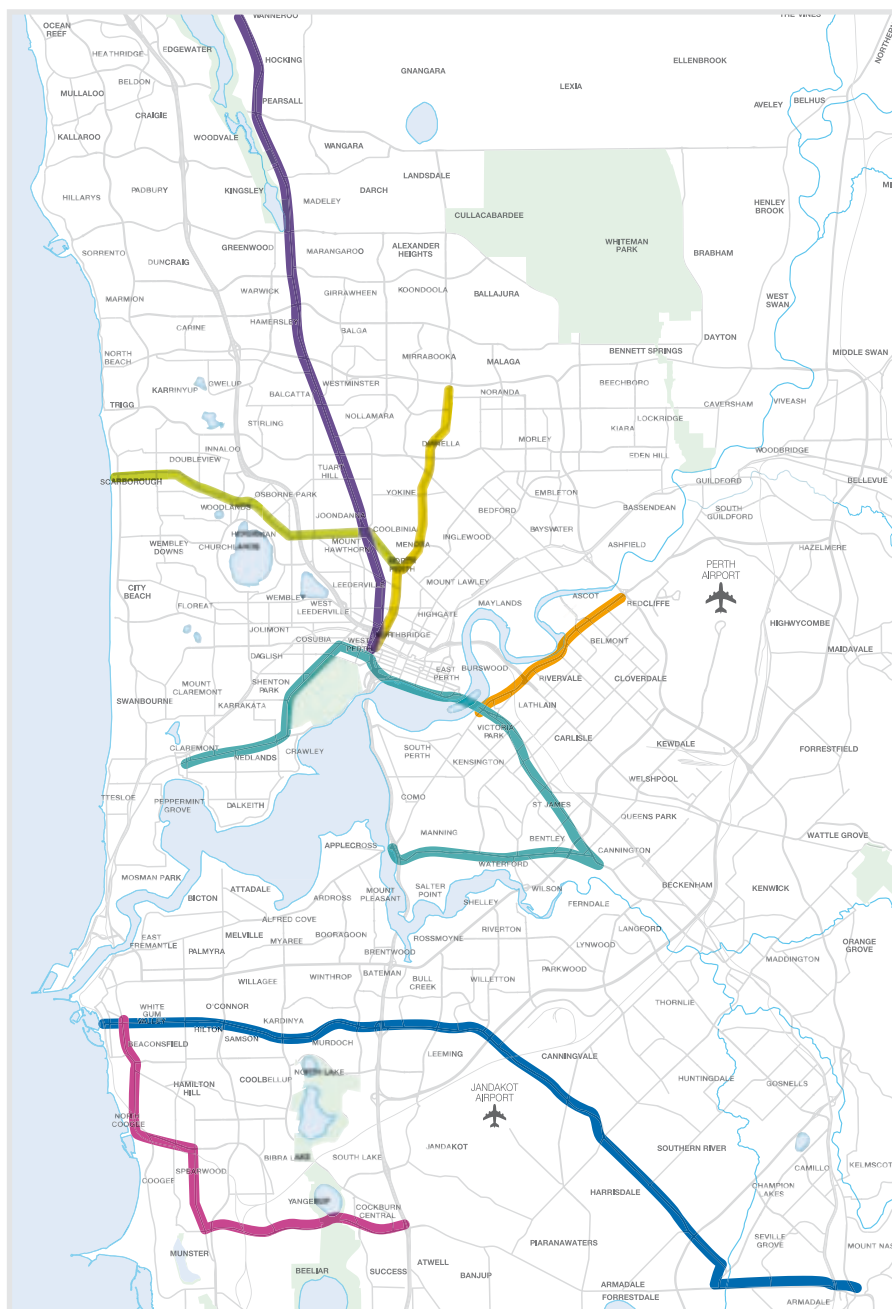 WANNEROO
THE VINES
OCEAN
REEF
EDGEWATER
HEATHRIDGE
HOCKING
ELLENBROOK
GNANGARA
LEXIA
BELDON
MULLALOO
PEARSALL
AVELEY
BELHUS
CRAIGIE
KALLAROO
WOODVALE
WANGARA
LANDSDALE
HILLARYS
PADBURY
KINGSLEY
DARCH
MADELEY
HENLEY
BROOK
CULLACABARDEE
SORRENTO
GREENWOOD
MARANGAROO
ALEXANDER
HEIGHTS
WHITEMAN
PARK
BRABHAM
DUNCRAIG
WARWICK
GIRRAWHEEN
KOONDOOLA
BALLAJURA
WEST
SWAN
MARMION
CARINE
HAMERSLEY
BALGA
DAYTON
NORTH
BEACH
MIRRABOOKA
MALAGA
BENNETT SPRINGS
MIDDLE SWAN
KARRINYUP
GWELUP
BALCATTA
WESTMINSTER
NORANDA
BEECHBORO
TRIGG
NOLLAMARA
CAVERSHAM
VIVEASH
STIRLING
LOCKRIDGE
KIARA
DIANELLA
MORLEY
INNALOO
DOUBLEVIEW
EDEN HILL
WOODBRIDGE
TUART
HILL
SCARBOROUGH
OSBORNE PARK
YOKINE
EMBLETON
GUILDFORD
BELLEVUE
WOODLANDS
JOONDANNA
BEDFORD
BASSENDEAN
SOUTH
GUILDFORD
COOLBINIA
BAYSWATER
WEMBLEY
DOWNS
CHURCHLANDS
MOUNT
HAWTHORN
MENORA
INGLEWOOD
ASHFIELD
HAZELMERE
NORTH
PERTH
PERTH
AIRPORT
CITY
BEACH
LEEDERVILLE
MOUNT LAWLEY
WEMBLEY
WEST
LEEDERVILLE
FLOREAT
MAYLANDS
ASCOT
REDCLIFFE
HIGHGATE
HIGHWYCOMBE
JOLIMONT
COSUBIA
WEST
PERTH
NORTHBRIDGE
BELMONT
MAIDAVALE
DAGLISH
EAST
PERTH
BURSWOOD
SHENTON
PARK
RIVERVALE
CLOVERDALE
MOUNT
CLAREMONT
SWANBOURNE
KARRAKATA
LATHLAIN
VICTORIA
PARK
CARLISLE
KEWDALE
FORRESTFIELD
CLAREMONT
NEDLANDS
CRAWLEY
SOUTH
PERTH
KENSINGTON
WELSHPOOL
TTESLOE
PEPPERMINT
GROVE
DALKEITH
COMO
ST JAMES
QUEENS PARK
MANNING
BENTLEY
WATTLE GROVE
APPLECROSS
WATERFORD
CANNINGTON
MOSMAN PARK
BICTON
ATTADALE
ARDROSS
MOUNT
PLEASANT
SALTER
POINT
WILSON
BECKENHAM
KENWICK
SHELLEY
FERNDALE
ALFRED COVE
EAST
FREMANTLE
MELVILLE
MYAREE
BOORAGOON
RIVERTON
LANGFORD
ORANGE
GROVE
PALMYRA
BRENTWOOD
ROSSMOYNE
LYNWOOD
MADDINGTON
WILLAGEE
WINTHROP
BATEMAN
BULL
CREEK
WILLETTON
PARKWOOD
THORNLIE
WHITE
GUM
O'CONNOR
KARDINYA
HILTON
SAMSON
MURDOCH
BEACONSFIELD
LEEMING
CANNINGVALE
NORTH LAKE
COOLBELLUP
HAMILTON
HILL
HUNTINGDALE
GOSNELLS
JANDAKOT
AIRPORT
NORTH
COOGEE
JANDAKOT
SOUTHERN RIVER
BIBRA LAKE
SOUTH LAKE
SPEARWOOD
COOGEE
CAMILLO
KELMSCOT
HARRISDALE
CHAMPION
LAKES
YANGEBUP
COCKBURN
CENTRAL
SEVILLE
GROVE
MOUNT NAS
MUNSTER
PIARANAWATERS
ATWELL
BEELIAR
SUCCESS
BANJUP
ARMADALE
FORRESTDALE
ARMADALE